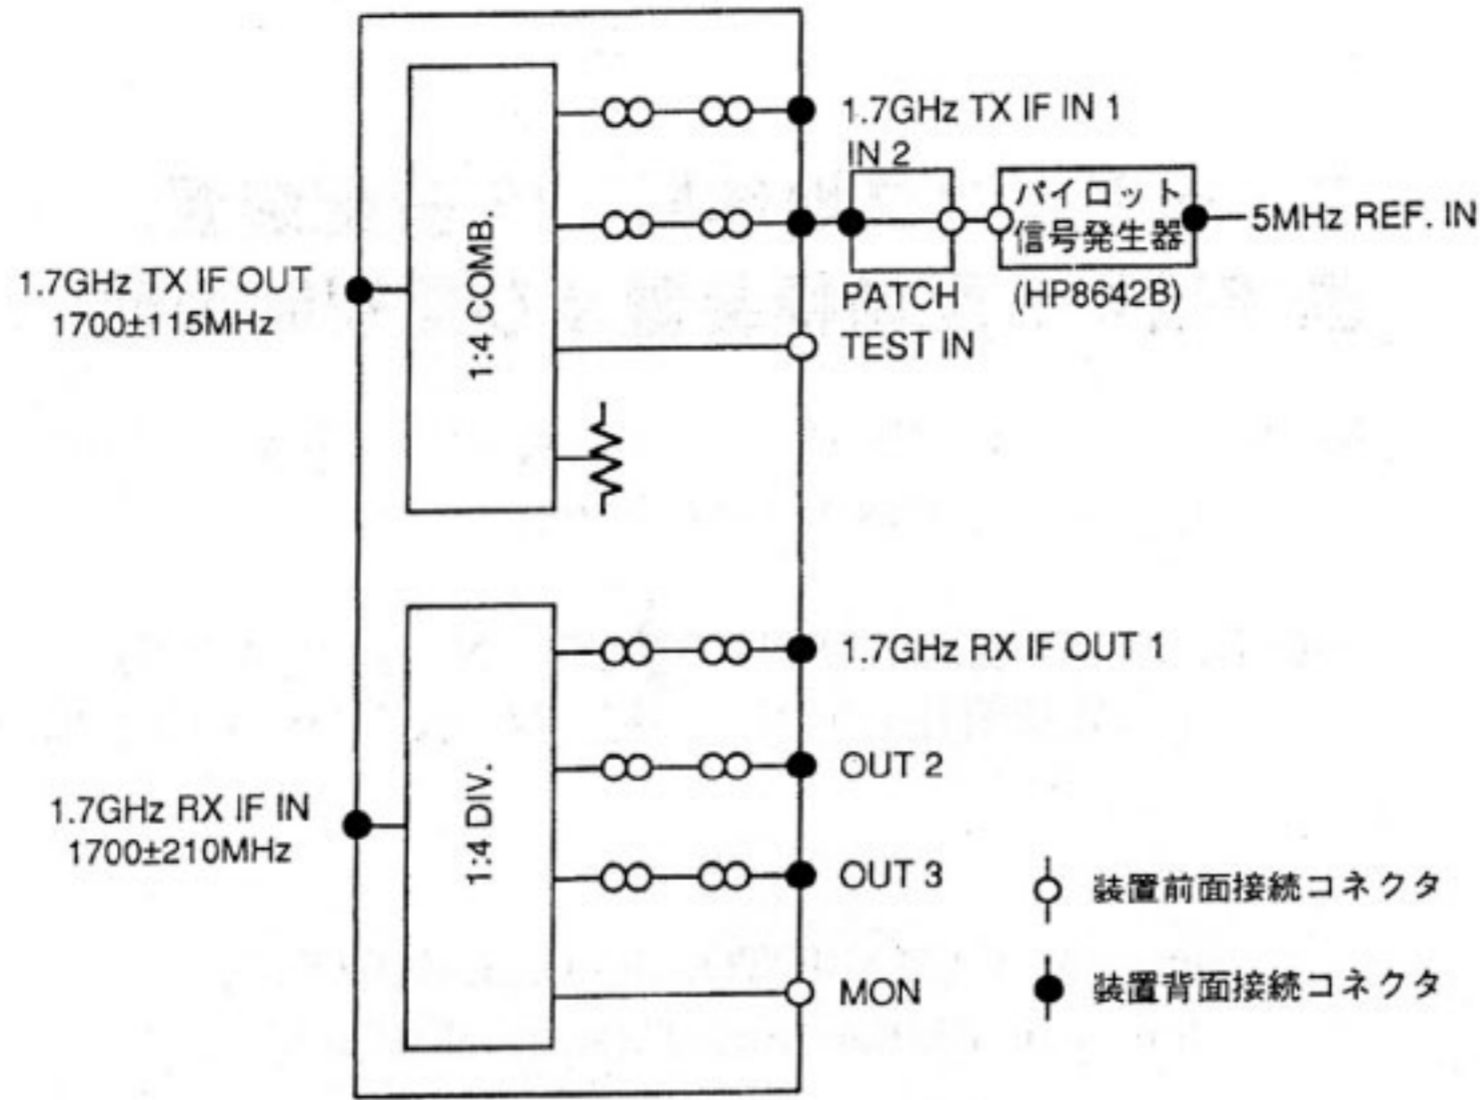 1.7GHz TX IF IN 1
IN 2
パイロット
信号発生器
5MHz REF. IN
PATCH
(HP8642B)
TEST IN
1:4 COMB.
1.7GHz TX IF OUT
1700±115MHz
1.7GHz RX IF OUT 1
OUT 2
OUT 3
MON
1:4 DIV.
1.7GHz RX IF IN
1700±210MHz
装置前面接続コネクタ
装置背面接続コネクタ